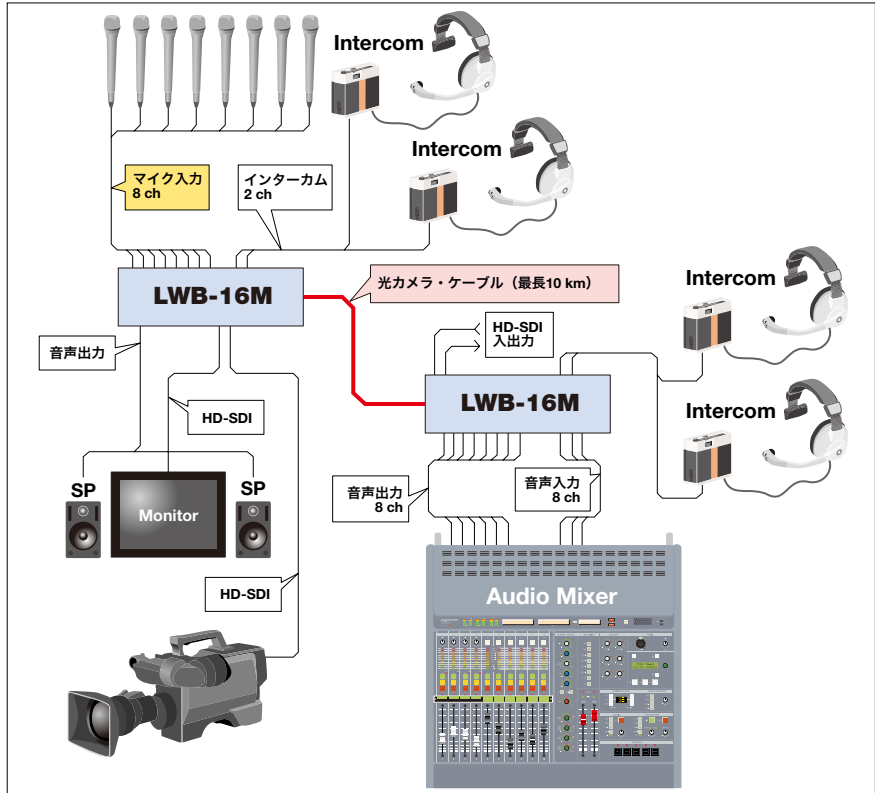 Intercom
Intercom
マイク入力
8 ch
インターカム
2 ch
LWB-16M
光カメラ・ケーブル（最長10 km）
音声出力
HD-SDI
入出力
Intercom
LWB-16M
HD-SDI
Intercom
SP
SP
Monitor
音声出力
8 ch
音声入力
8 ch
HD-SDI
Audio Mixer